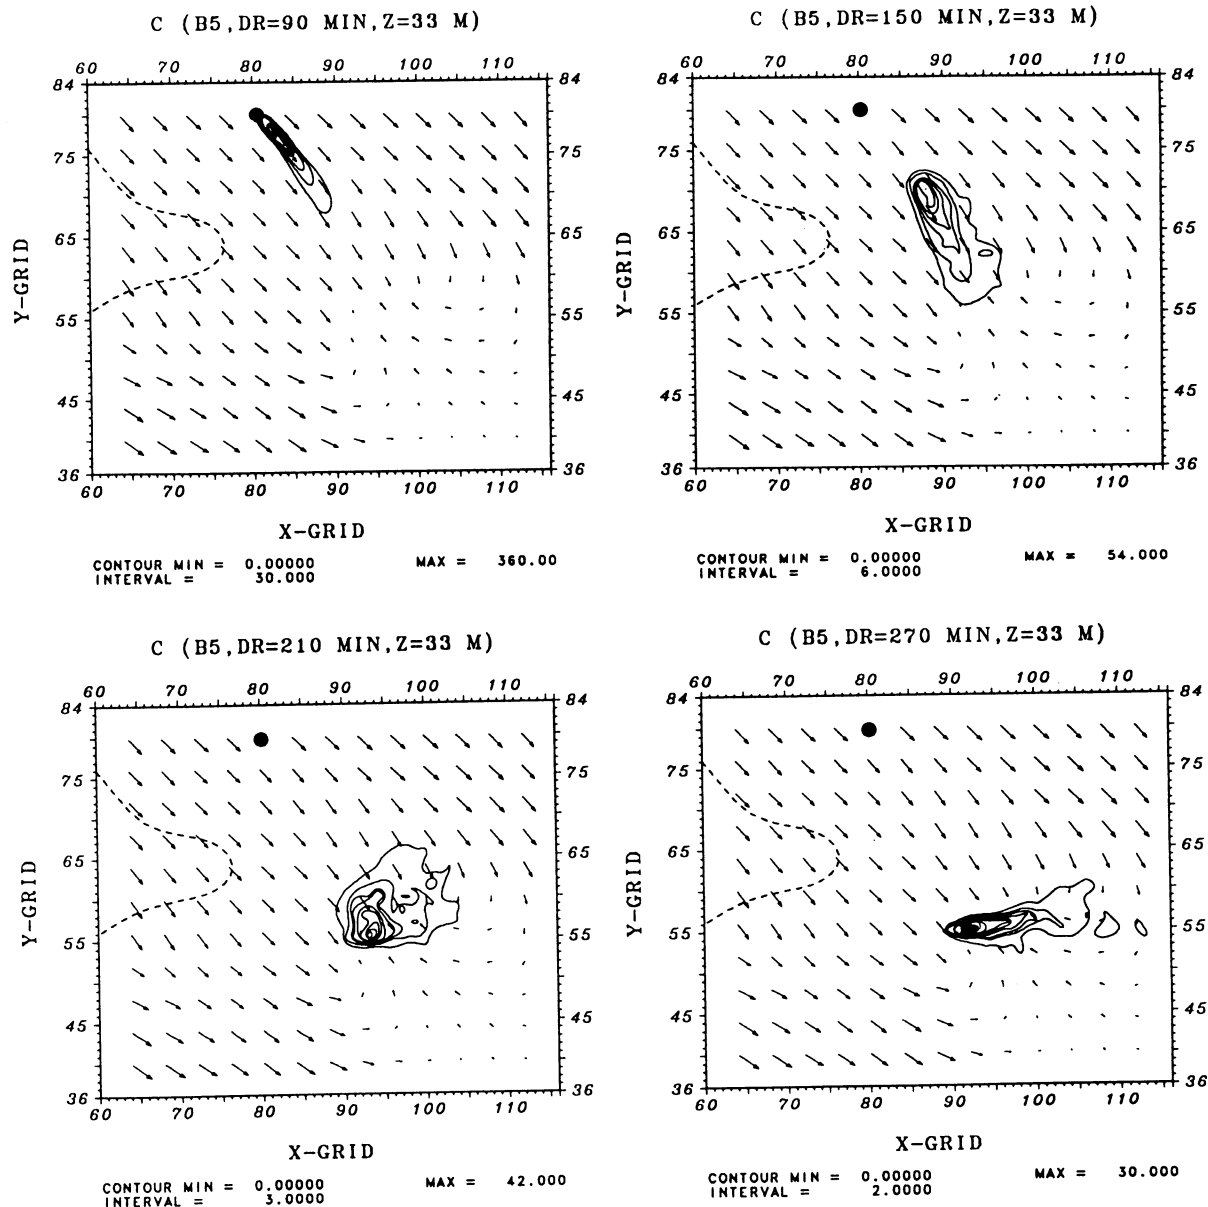 C (B5,DR=90 MIN,Z=33 M)
60 70 80 90 100 110
84 84
75 75
65 65
55 55
45 45
36 36
60 70 80 90 100 110
Y-GRID
X-GRID
CONTOUR MIN = 0.00000 MAX = 360.00
INTERVAL = 30.000
C (B5,DR=150 MIN,Z=33 M)
60 70 80 90 100 110
84 84
75 75
65 65
55 55
45 45
36 36
60 70 80 90 100 110
Y-GRID
X-GRID
CONTOUR MIN = 0.00000 MAX = 54.000
INTERVAL = 6.0000
C (B5,DR=210 MIN,Z=33 M)
60 70 80 90 100 110
84 84
75 75
65 65
55 55
45 45
36 36
60 70 80 90 100 110
Y-GRID
X-GRID
CONTOUR MIN = 0.00000 MAX = 42.000
INTERVAL = 3.0000
C (B5,DR=270 MIN,Z=33 M)
60 70 80 90 100 110
84 84
75 75
65 65
55 55
45 45
36 36
60 70 80 90 100 110
Y-GRID
X-GRID
CONTOUR MIN = 0.00000 MAX = 30.000
INTERVAL = 2.0000